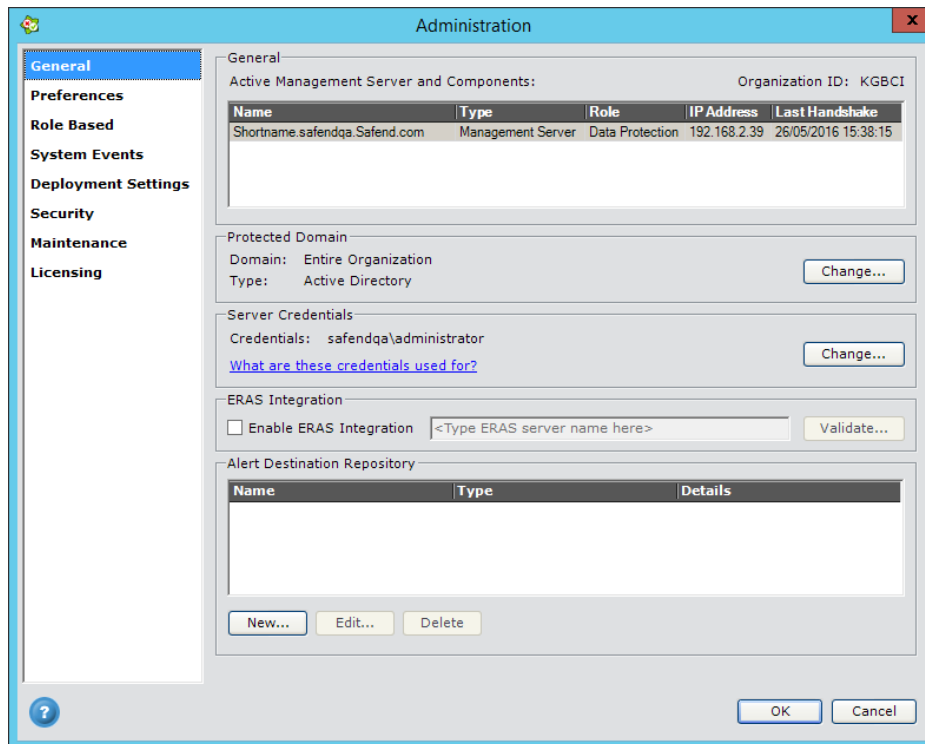 Administration
x
General
Preferences
Role Based
System Events
Deployment Settings
Security
Maintenance
Licensing
General
Active Management Server and Components: Organization ID: KGBCI
Name Type Role IP Address Last Handshake
Shortname.safendqa.Safend.com Management Server Data Protection 192.168.2.39 26/05/2016 15:38:15
Protected Domain
Domain: Entire Organization
Type: Active Directory
Change...
Server Credentials
Credentials: safendqa\administrator
What are these credentials used for?
Change...
ERAS Integration
Enable ERAS Integration <Type ERAS server name here> Validate...
Alert Destination Repository
Name Type Details
New... Edit... Delete
? OK Cancel